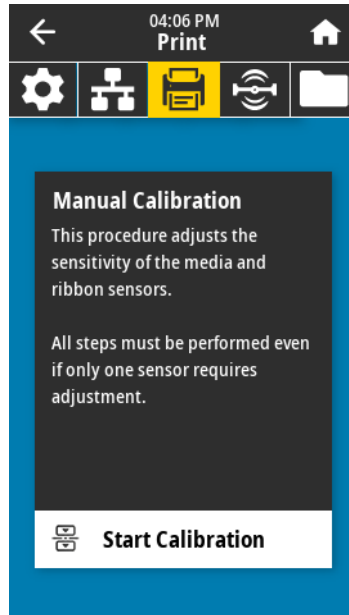 04:06 PM
Print
Manual Calibration
This procedure adjusts the
sensitivity of the media and
ribbon sensors.
All steps must be performed even
if only one sensor requires
adjustment.
Start Calibration